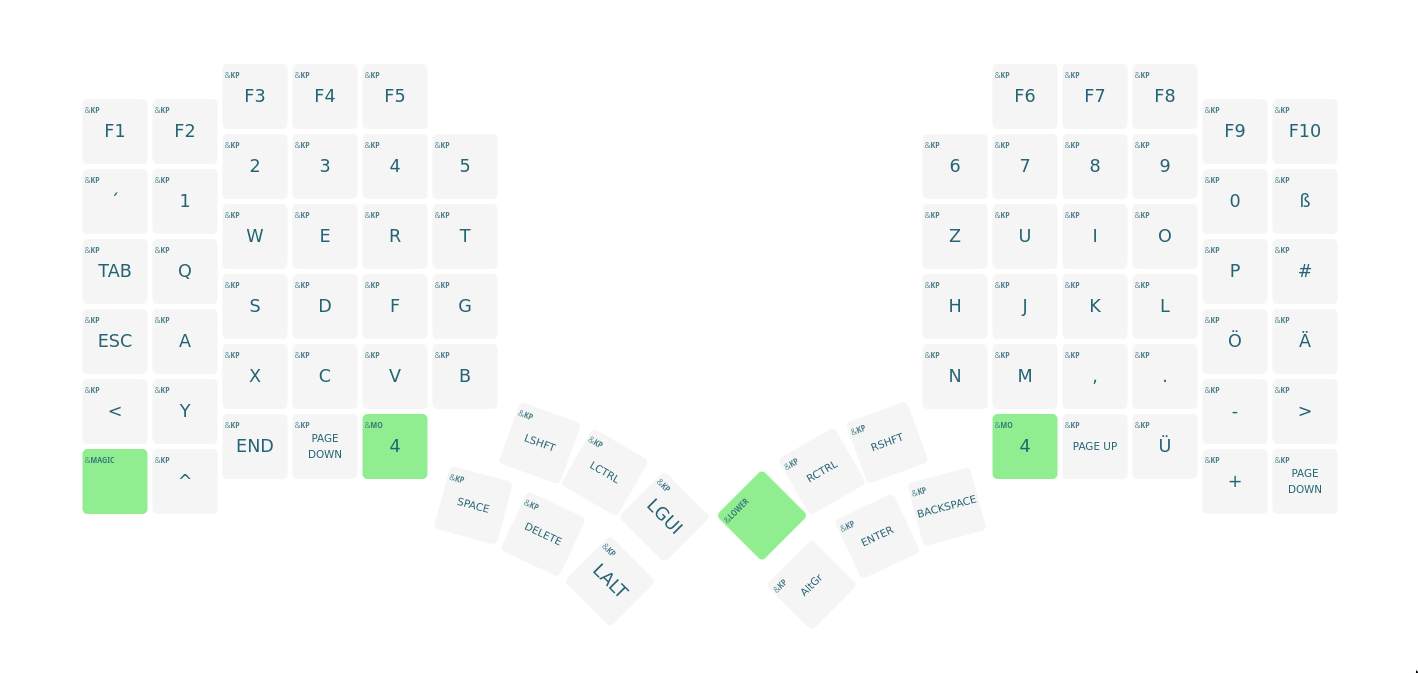 &KP F3 &KP F4 &KP F5 &KP F6 &KP F7 &KP F8
&KP F1 &KP F2 &KP F9 &KP F10
&KP 2 &KP 3 &KP 4 &KP 5 &KP 6 &KP 7 &KP 8 &KP 9
&KP ´ &KP 1 &KP 0 &KP ß
&KP W &KP E &KP R &KP T &KP Z &KP U &KP I &KP O
&KP TAB &KP Q &KP P &KP #
&KP S &KP D &KP F &KP G &KP H &KP J &KP K &KP L
&KP ESC &KP A &KP Ö &KP Ä
&KP X &KP C &KP V &KP B &KP N &KP M &KP , &KP .
&KP < &KP Y &KP - &KP >
&KP END &KP PAGE DOWN &MO 4 &MO 4 &KP PAGE UP &KP Ü
&MAGIC &KP ^ &KP + &KP PAGE DOWN
&KP LSHFT &KP LCTRL &KP LGUI &LOWER &KP RCTRL &KP RSHFT
&KP SPACE &KP DELETE &KP LALT &KP AltGr &KP ENTER &KP BACKSPACE